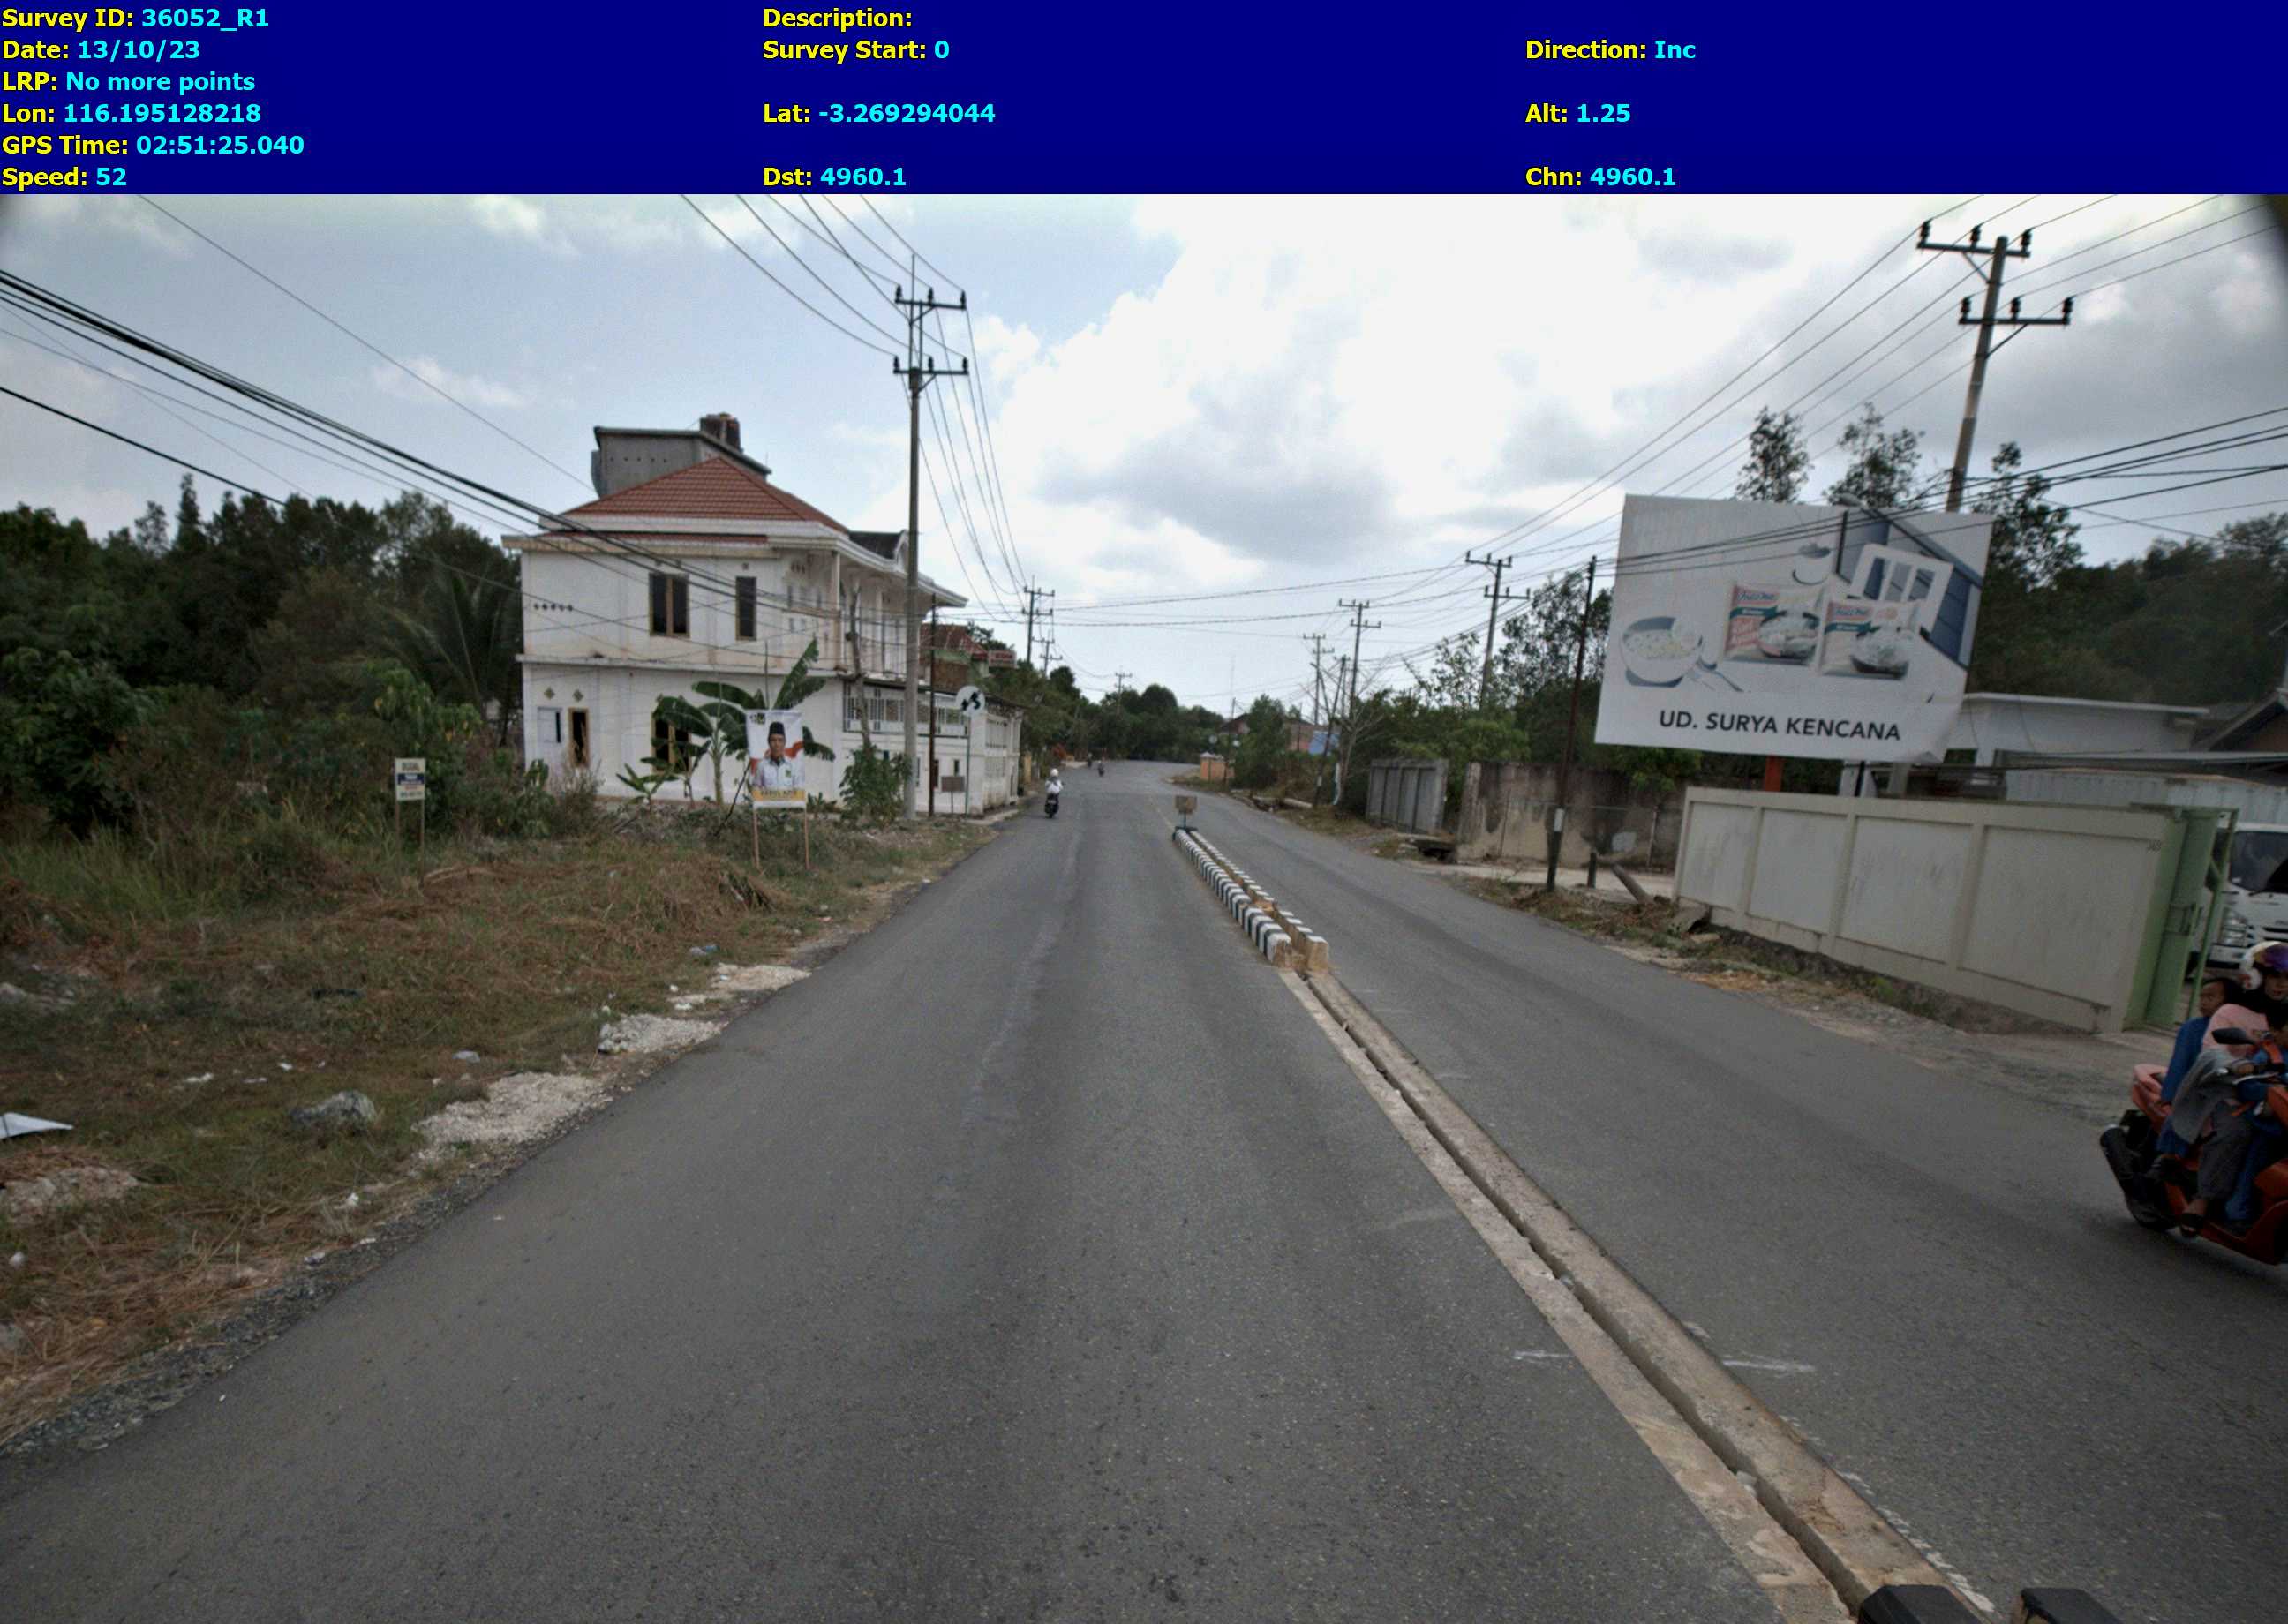 Survey ID: 36052_R1
Description:
Date: 13/10/23
Survey Start: 0
Direction: Inc
LRP: No more points
Lon: 116.195128218
Lat: -3.269294044
Alt: 1.25
GPS Time: 02:51:25.040
Speed: 52
Dst: 4960.1
Chn: 4960.1
UD. SURYA KENCANA